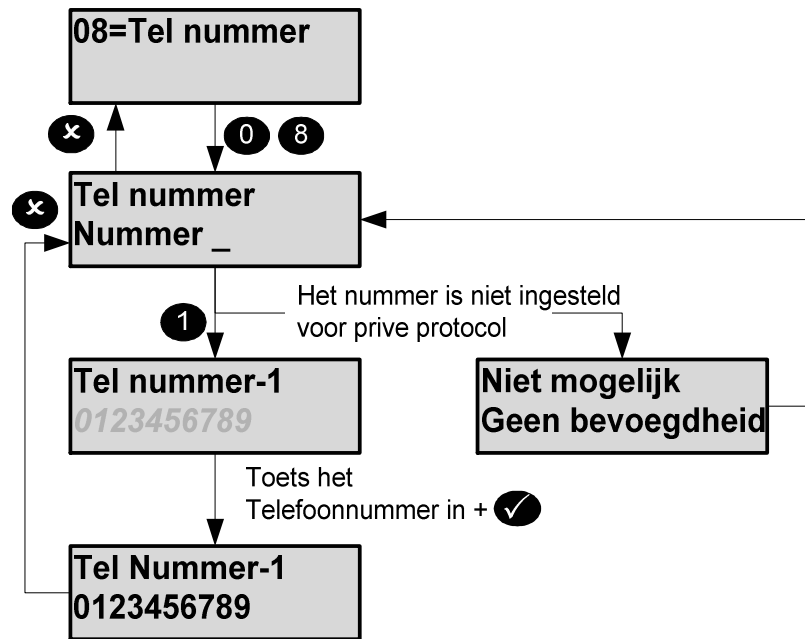 08=Tel nummer
0 8
Tel nummer
Nummer _
Het nummer is niet ingesteld
voor prive protocol
1
Tel nummer-1
0123456789
Niet mogelijk
Geen bevoegdheid
Toets het
Telefoonnummer in +
Tel Nummer-1
0123456789